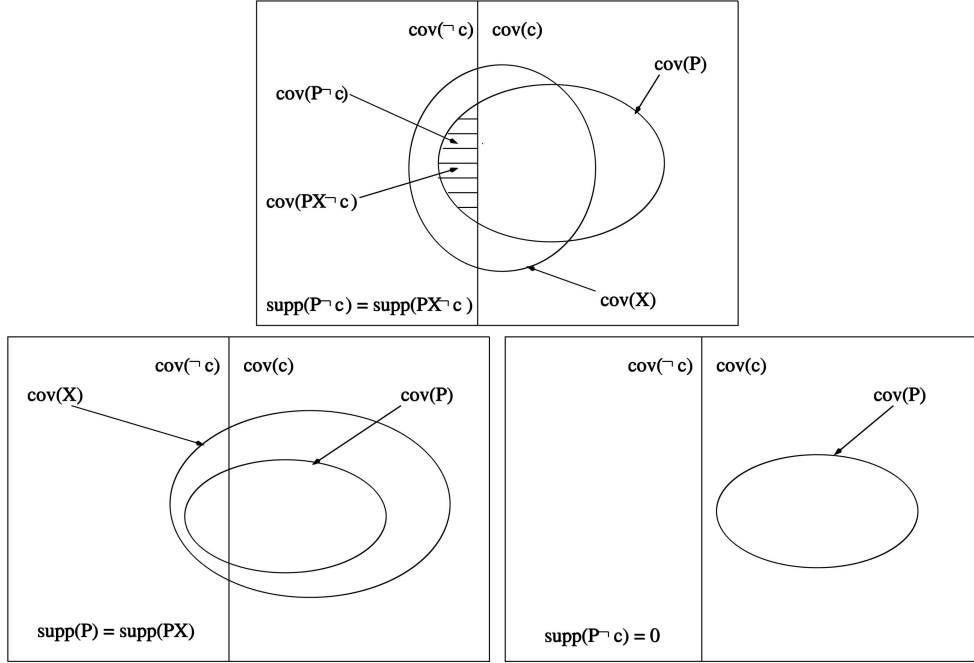 cov(¬ c) cov(c)
cov(P)
cov(P¬ c)
cov(PX¬ c)
cov(X)
supp(P¬ c) = supp(PX¬ c )
cov(¬ c) cov(c)
cov(X)
cov(P)
supp(P) = supp(PX)
cov(¬ c) cov(c)
cov(P)
supp(P¬ c) = 0